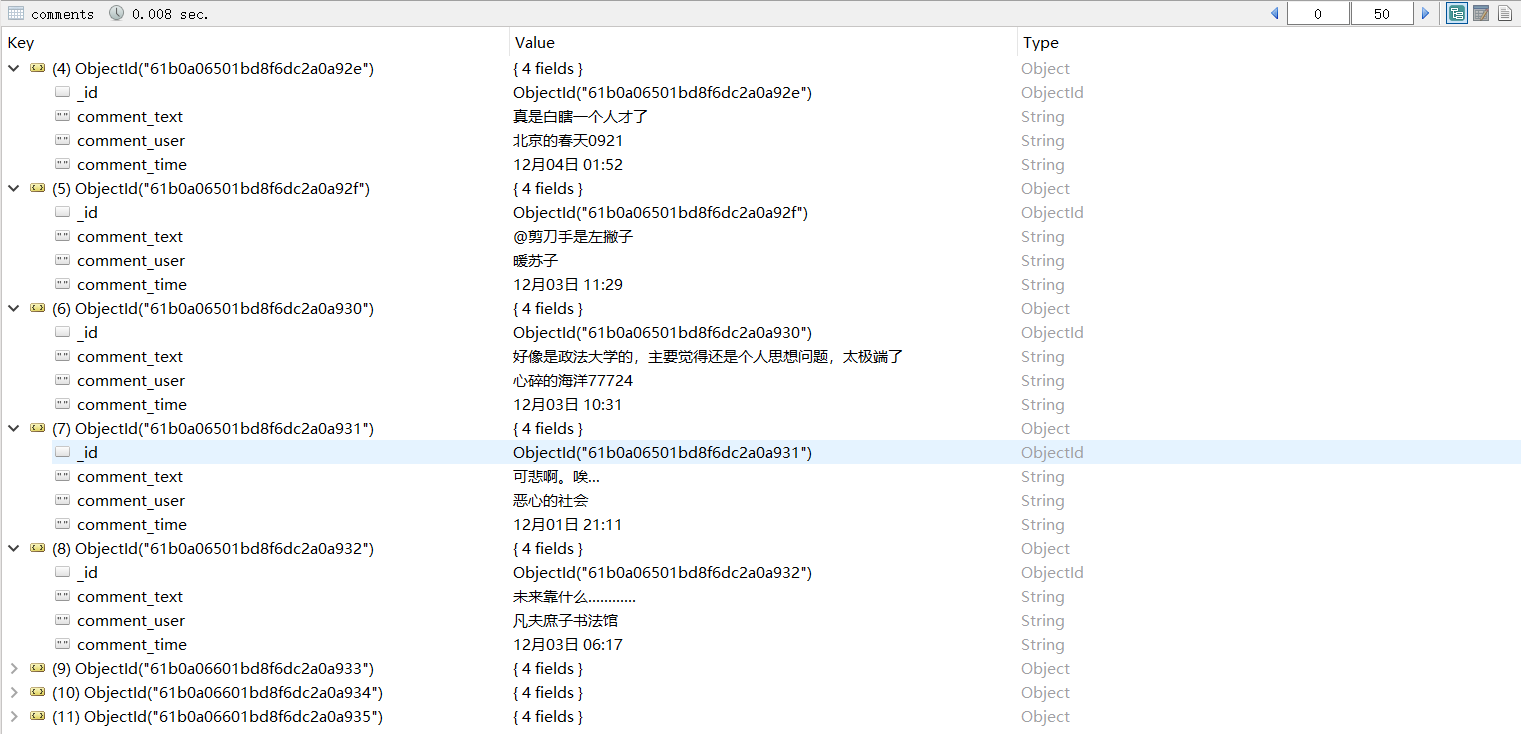 comments 0.008 sec. 0 50
Key Value Type
(4) ObjectId("61b0a06501bd8f6dc2a0a92e") { 4 fields } Object
_id ObjectId("61b0a06501bd8f6dc2a0a92e") ObjectId
comment_text 真是白瞎一个人才了 String
comment_user 北京的春天0921 String
comment_time 12月04日 01:52 String
(5) ObjectId("61b0a06501bd8f6dc2a0a92f") { 4 fields } Object
_id ObjectId("61b0a06501bd8f6dc2a0a92f") ObjectId
comment_text @剪刀手是左撇子 String
comment_user 暖苏子 String
comment_time 12月03日 11:29 String
(6) ObjectId("61b0a06501bd8f6dc2a0a930") { 4 fields } Object
_id ObjectId("61b0a06501bd8f6dc2a0a930") ObjectId
comment_text 好像是政法大学的，主要觉得还是个人思想问题，太极端了 String
comment_user 心碎的海洋77724 String
comment_time 12月03日 10:31 String
(7) ObjectId("61b0a06501bd8f6dc2a0a931") { 4 fields } Object
_id ObjectId("61b0a06501bd8f6dc2a0a931") ObjectId
comment_text 可悲啊。唉... String
comment_user 恶心的社会 String
comment_time 12月01日 21:11 String
(8) ObjectId("61b0a06501bd8f6dc2a0a932") { 4 fields } Object
_id ObjectId("61b0a06501bd8f6dc2a0a932") ObjectId
comment_text 未来靠什么............ String
comment_user 凡夫庶子书法馆 String
comment_time 12月03日 06:17 String
(9) ObjectId("61b0a06601bd8f6dc2a0a933") { 4 fields } Object
(10) ObjectId("61b0a06601bd8f6dc2a0a934") { 4 fields } Object
(11) ObjectId("61b0a06601bd8f6dc2a0a935") { 4 fields } Object